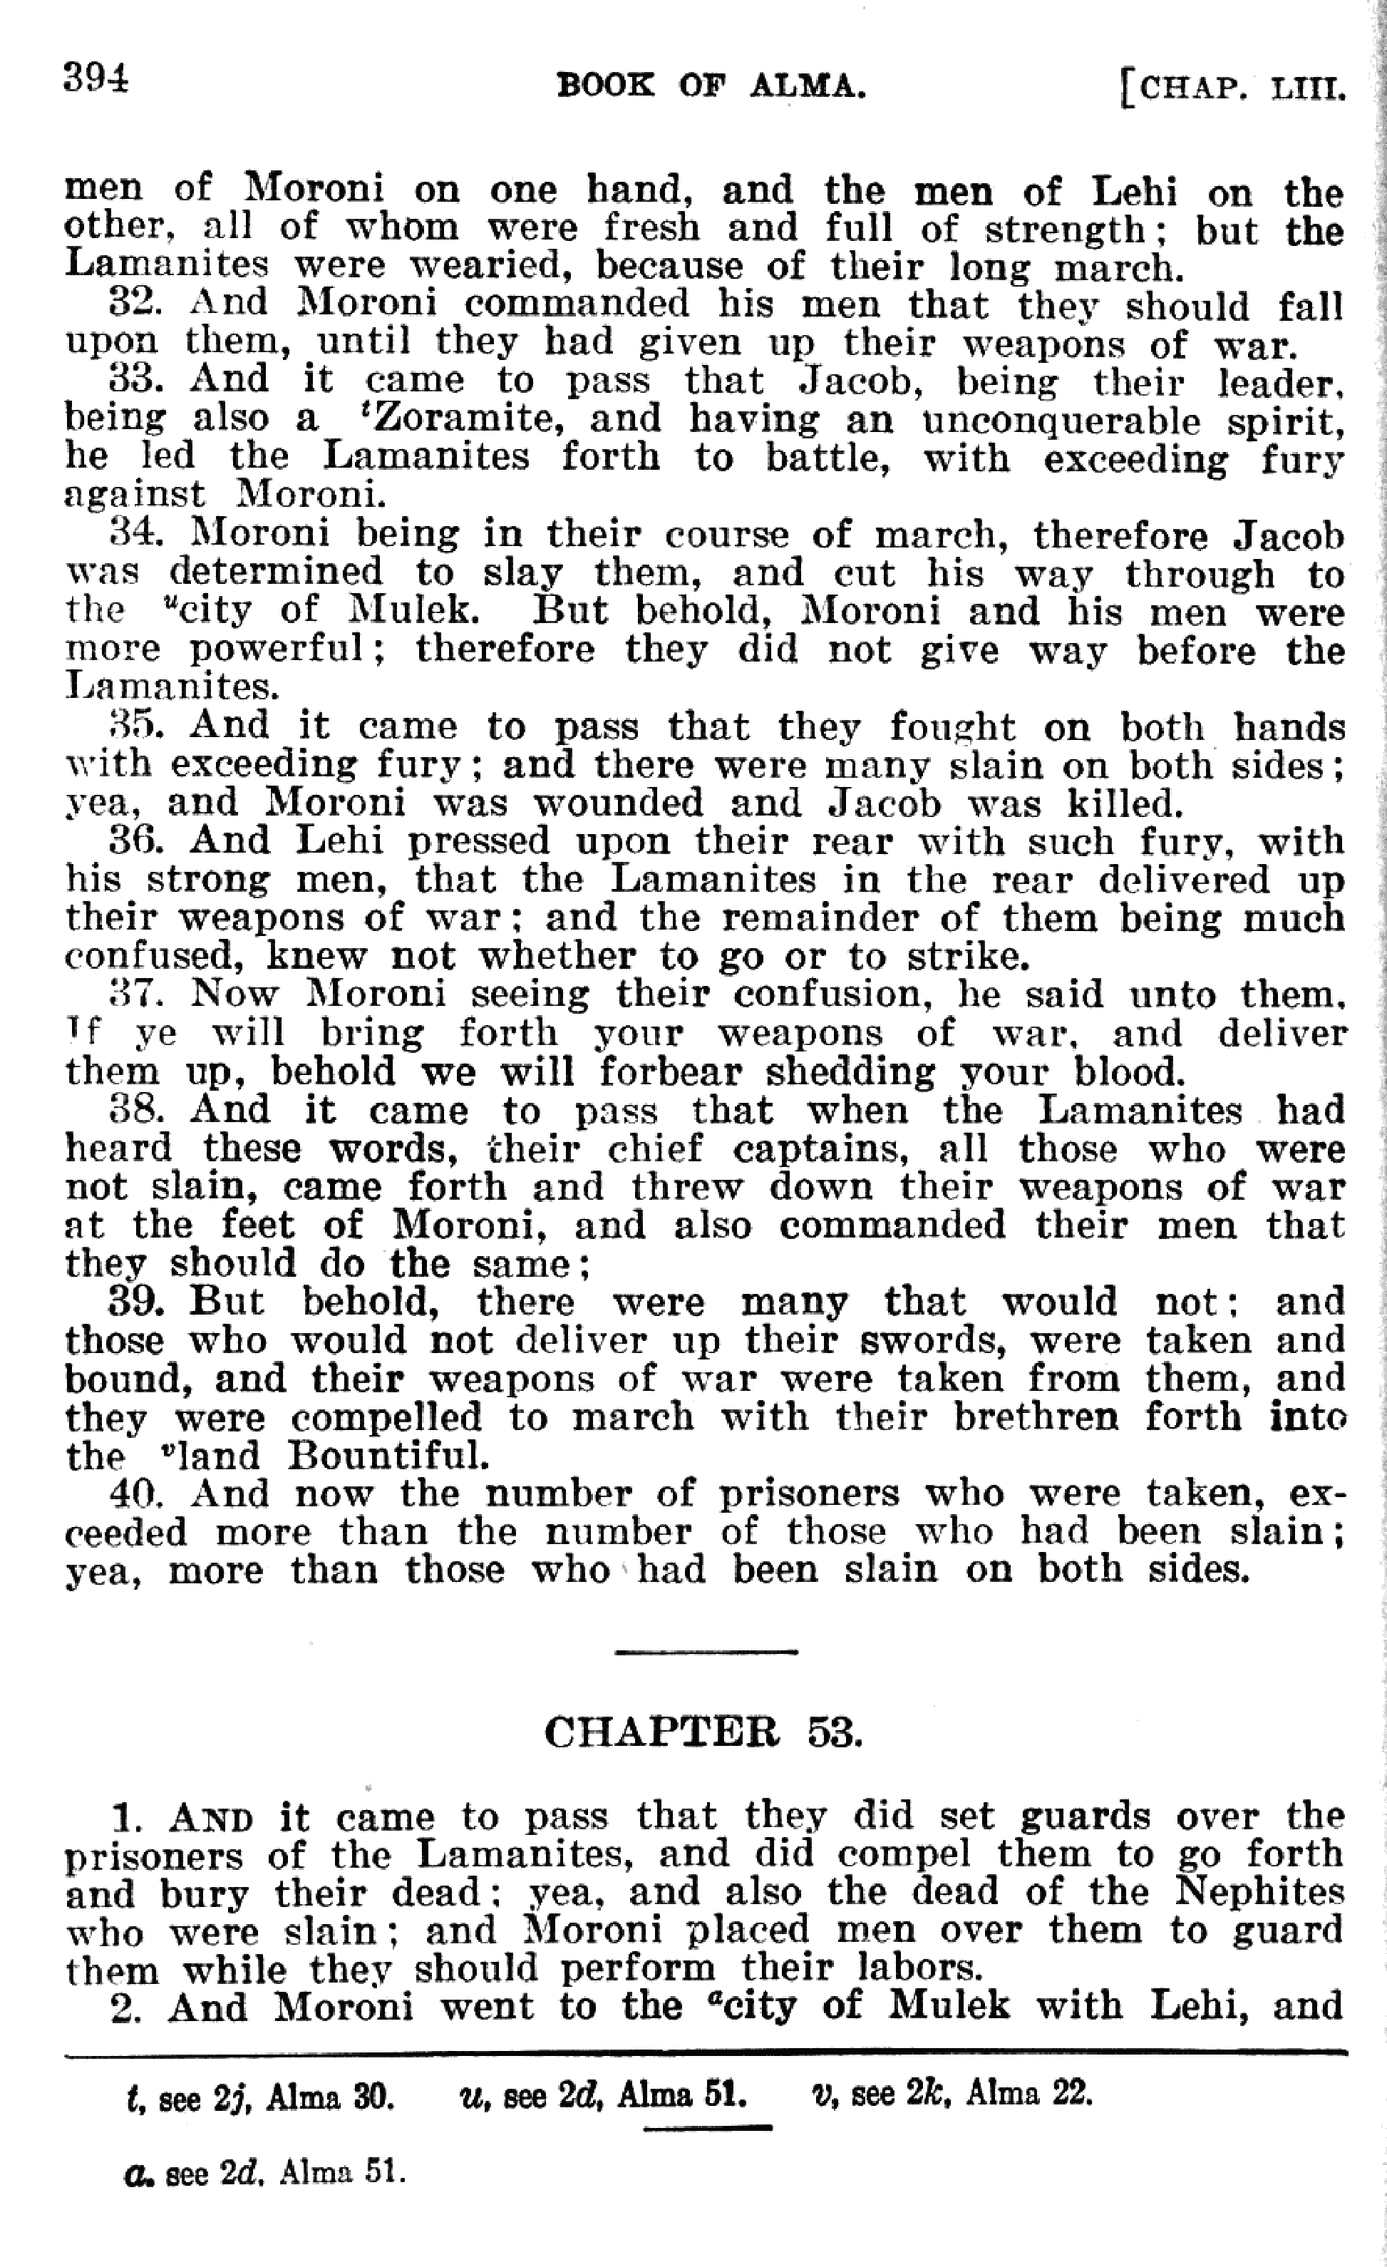 394 BOOK OF ALMA. [CHAP. LIII.
men of Moroni on one hand, and the men of Lehi on the
other, all of whom were fresh and full of strength; but the
Lamanites were wearied, because of their long march.
32. And Moroni commanded his men that they should fall
upon them, until they had given up their weapons of war.
33. And it came to pass that Jacob, being their leader,
being also a ᵗZoramite, and having an unconquerable spirit,
he led the Lamanites forth to battle, with exceeding fury
against Moroni.
34. Moroni being in their course of march, therefore Jacob
was determined to slay them, and cut his way through to
the ᵘcity of Mulek. But behold, Moroni and his men were
more powerful; therefore they did not give way before the
Lamanites.
35. And it came to pass that they fought on both hands
with exceeding fury; and there were many slain on both sides;
yea, and Moroni was wounded and Jacob was killed.
36. And Lehi pressed upon their rear with such fury, with
his strong men, that the Lamanites in the rear delivered up
their weapons of war; and the remainder of them being much
confused, knew not whether to go or to strike.
37. Now Moroni seeing their confusion, he said unto them,
If ye will bring forth your weapons of war, and deliver
them up, behold we will forbear shedding your blood.
38. And it came to pass that when the Lamanites had
heard these words, their chief captains, all those who were
not slain, came forth and threw down their weapons of war
at the feet of Moroni, and also commanded their men that
they should do the same;
39. But behold, there were many that would not; and
those who would not deliver up their swords, were taken and
bound, and their weapons of war were taken from them, and
they were compelled to march with their brethren forth into
the ᵛland Bountiful.
40. And now the number of prisoners who were taken, ex-
ceeded more than the number of those who had been slain;
yea, more than those who had been slain on both sides.
CHAPTER 53.
1. AND it came to pass that they did set guards over the
prisoners of the Lamanites, and did compel them to go forth
and bury their dead; yea, and also the dead of the Nephites
who were slain; and Moroni placed men over them to guard
them while they should perform their labors.
2. And Moroni went to the ᵃcity of Mulek with Lehi, and
t, see 2j, Alma 30. u, see 2d, Alma 51. v, see 2k, Alma 22.
a. see 2d, Alma 51.